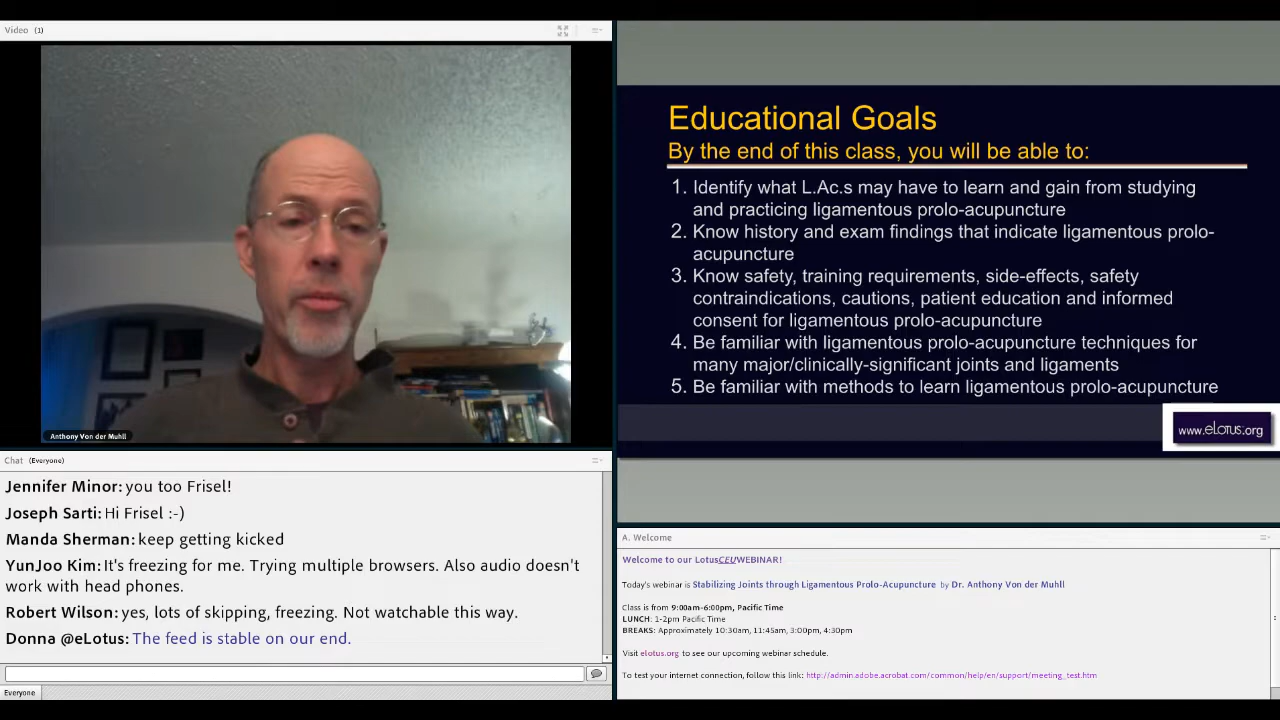 Video (1)
Anthony Von der Muhll
Chat (Everyone)
Jennifer Minor: you too Frisel!
Joseph Sarti: Hi Frisel :-)
Manda Sherman: keep getting kicked
YunJoo Kim: It's freezing for me. Trying multiple browsers. Also audio doesn't
work with head phones.
Robert Wilson: yes, lots of skipping, freezing. Not watchable this way.
Donna @eLotus: The feed is stable on our end.
Everyone
Educational Goals
By the end of this class, you will be able to:
1. Identify what L.Ac.s may have to learn and gain from studying
and practicing ligamentous prolo-acupuncture
2. Know history and exam findings that indicate ligamentous prolo-
acupuncture
3. Know safety, training requirements, side-effects, safety
contraindications, cautions, patient education and informed
consent for ligamentous prolo-acupuncture
4. Be familiar with ligamentous prolo-acupuncture techniques for
many major/clinically-significant joints and ligaments
5. Be familiar with methods to learn ligamentous prolo-acupuncture
www.eLotus.org
A. Welcome
Welcome to our LotusCEUWEBINAR!
Today's webinar is Stabilizing Joints through Ligamentous Prolo-Acupuncture by Dr. Anthony Von der Muhll
Class is from 9:00am-6:00pm, Pacific Time
LUNCH: 1-2pm Pacific Time
BREAKS: Approximately 10:30am, 11:45am, 3:00pm, 4:30pm
Visit elotus.org to see our upcoming webinar schedule.
To test your internet connection, follow this link: http://admin.adobe.acrobat.com/common/help/en/support/meeting_test.htm